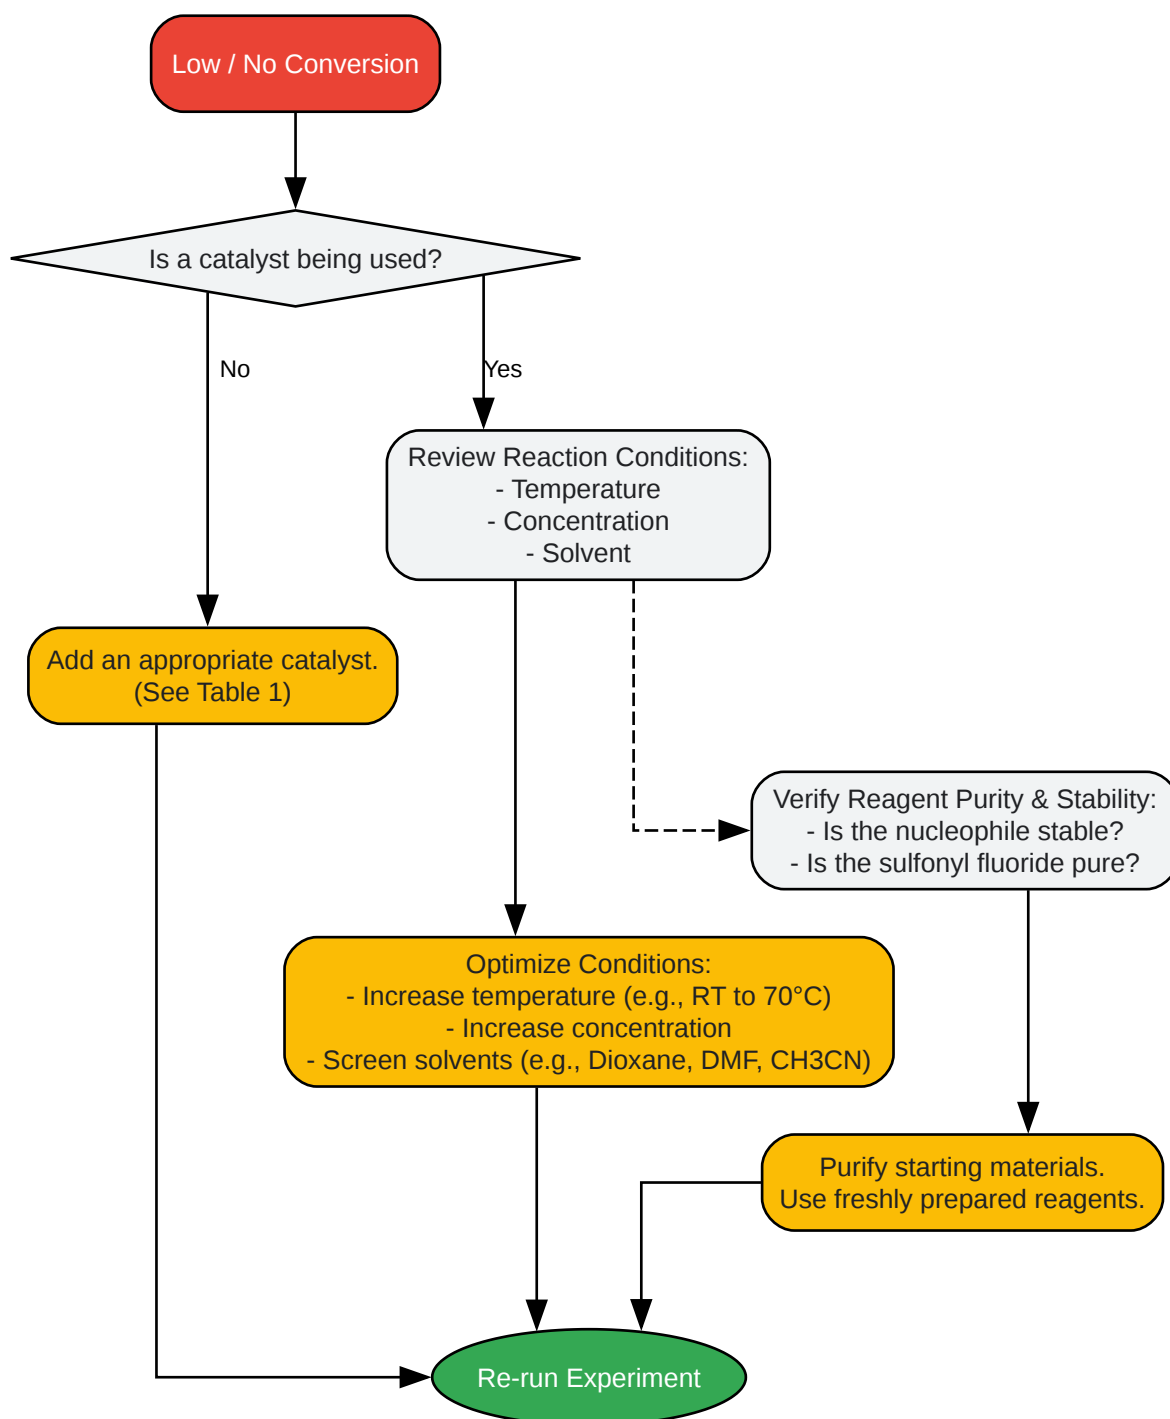 Low / No Conversion
Is a catalyst being used?
No
Yes
Review Reaction Conditions:
- Temperature
- Concentration
- Solvent
Add an appropriate catalyst.
(See Table 1)
Verify Reagent Purity & Stability:
- Is the nucleophile stable?
- Is the sulfonyl fluoride pure?
Optimize Conditions:
- Increase temperature (e.g., RT to 70°C)
- Increase concentration
- Screen solvents (e.g., Dioxane, DMF, CH3CN)
Purify starting materials.
Use freshly prepared reagents.
Re-run Experiment